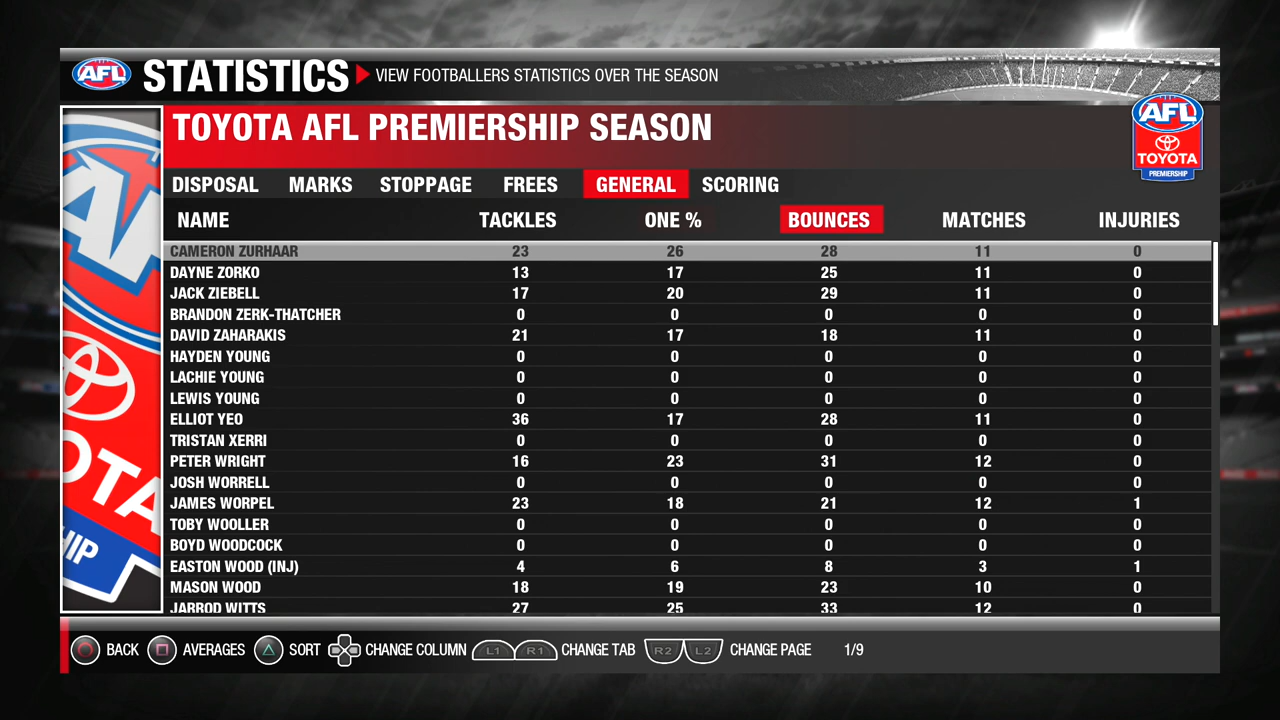 AFL STATISTICS VIEW FOOTBALLERS STATISTICS OVER THE SEASON
TOYOTA AFL PREMIERSHIP SEASON
AFL
TOYOTA
PREMIERSHIP
DISPOSAL MARKS STOPPAGE FREES GENERAL SCORING
NAME TACKLES ONE % BOUNCES MATCHES INJURIES
CAMERON ZURHAAR 23 26 28 11 0
DAYNE ZORKO 13 17 25 11 0
JACK ZIEBELL 17 20 29 11 0
BRANDON ZERK-THATCHER 0 0 0 0 0
DAVID ZAHARAKIS 21 17 18 11 0
HAYDEN YOUNG 0 0 0 0 0
LACHIE YOUNG 0 0 0 0 0
LEWIS YOUNG 0 0 0 0 0
ELLIOT YEO 36 17 28 11 0
TRISTAN XERRI 0 0 0 0 0
PETER WRIGHT 16 23 31 12 0
JOSH WORRELL 0 0 0 0 0
JAMES WORPEL 23 18 21 12 1
TOBY WOOLLER 0 0 0 0 0
BOYD WOODCOCK 0 0 0 0 0
EASTON WOOD (INJ) 4 6 8 3 1
MASON WOOD 18 19 23 10 0
JARROD WITTS 27 25 33 12 0
OTA
HIP
BACK AVERAGES SORT CHANGE COLUMN L1 R1 CHANGE TAB R2 L2 CHANGE PAGE 1/9